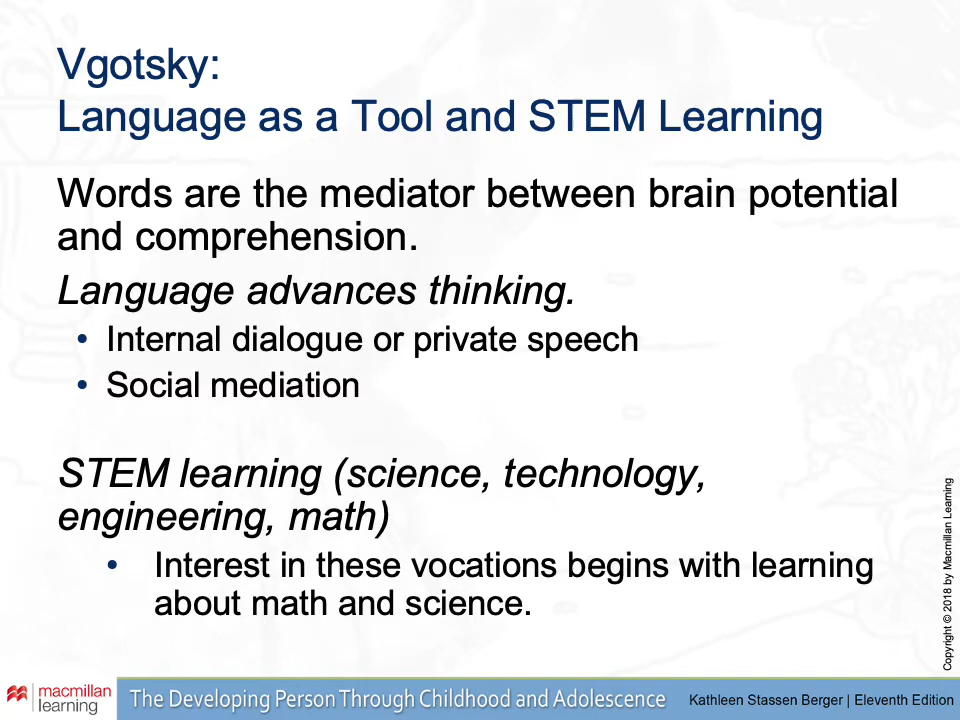 Vgotsky:
Language as a Tool and STEM Learning
Words are the mediator between brain potential
and comprehension.
Language advances thinking.
• Internal dialogue or private speech
• Social mediation
STEM learning (science, technology,
engineering, math)
• Interest in these vocations begins with learning
about math and science.
Copyright © 2018 by Macmillan Learning
macmillan
learning
The Developing Person Through Childhood and Adolescence
Kathleen Stassen Berger | Eleventh Edition